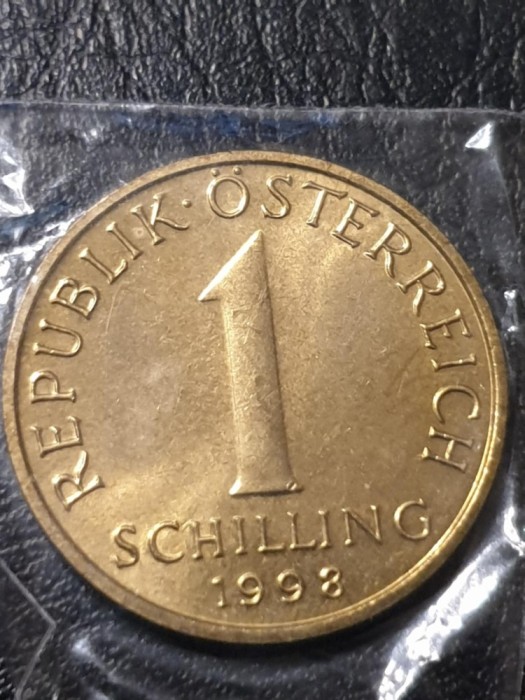 REPUBLIK · ÖSTERREICH
1
SCHILLING
1998